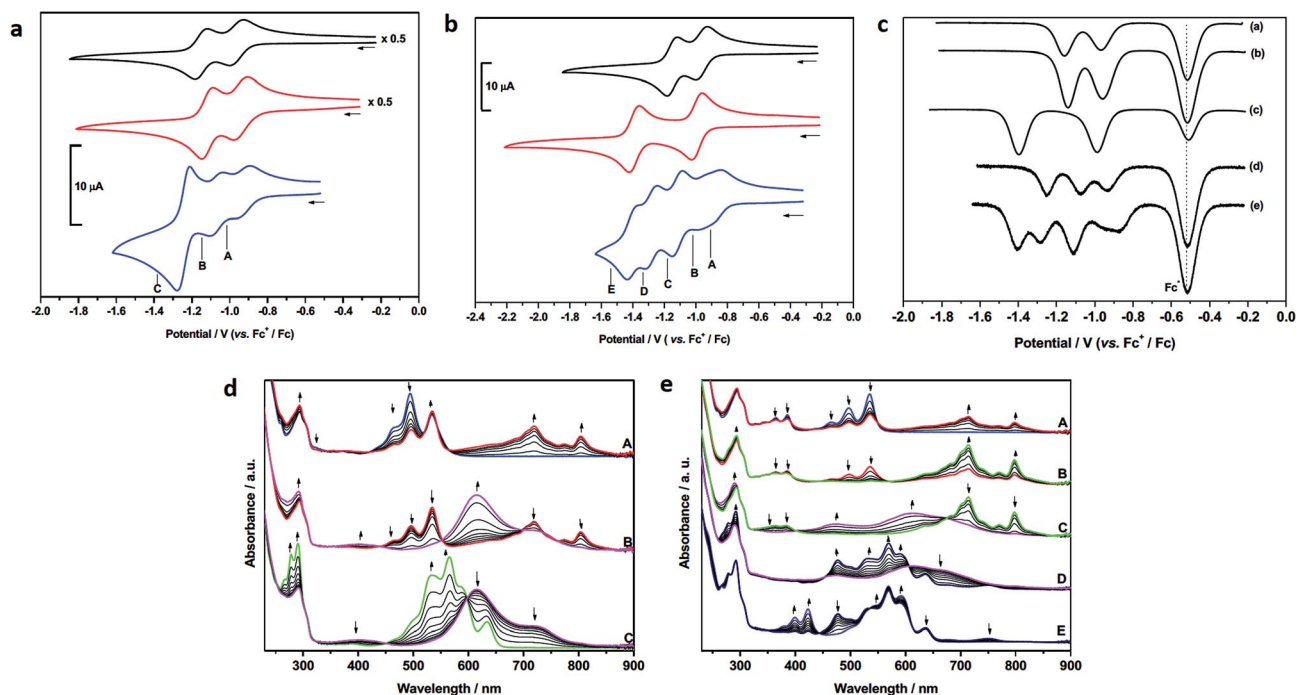 a
x 0.5
x 0.5
10 µA
A
B
C
-2.0 -1.8 -1.6 -1.4 -1.2 -1.0 -0.8 -0.6 -0.4 -0.2 0.0
Potential / V (vs. Fc⁺ / Fc)
b
10 µA
A
B
C
D
E
-2.4 -2.2 -2.0 -1.8 -1.6 -1.4 -1.2 -1.0 -0.8 -0.6 -0.4 -0.2 0.0
Potential / V ( vs. Fc⁺ / Fc)
c
(a)
(b)
(c)
(d)
(e)
Fc*
-2.0 -1.8 -1.6 -1.4 -1.2 -1.0 -0.8 -0.6 -0.4 -0.2 0.0
Potential / V (vs. Fc⁺ / Fc)
d
Absorbance / a. u.
A
B
C
300 400 500 600 700 800 900
Wavelength / nm
e
Absorbance / a.u.
A
B
C
D
E
300 400 500 600 700 800 900
Wavelength / nm